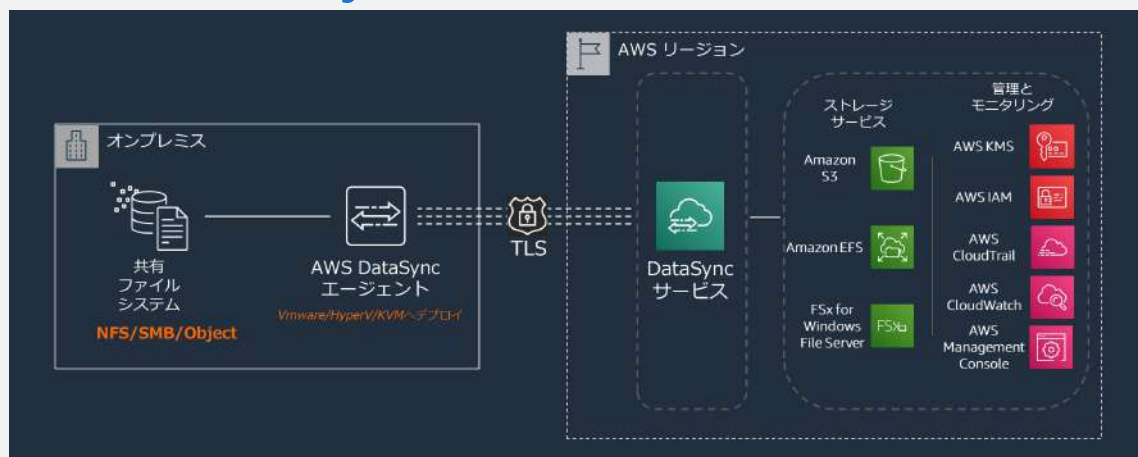 AWS リージョン
オンプレミス
共有
ファイル
システム
NFS/SMB/Object
AWS DataSync
エージェント
Vmware/HyperV/KVMへデプロイ
TLS
DataSync
サービス
ストレージ
サービス
Amazon
S3
Amazon EFS
FSx for
Windows
File Server
FSx
管理と
モニタリング
AWS KMS
AWS IAM
AWS
CloudTrail
AWS
CloudWatch
AWS
Management
Console